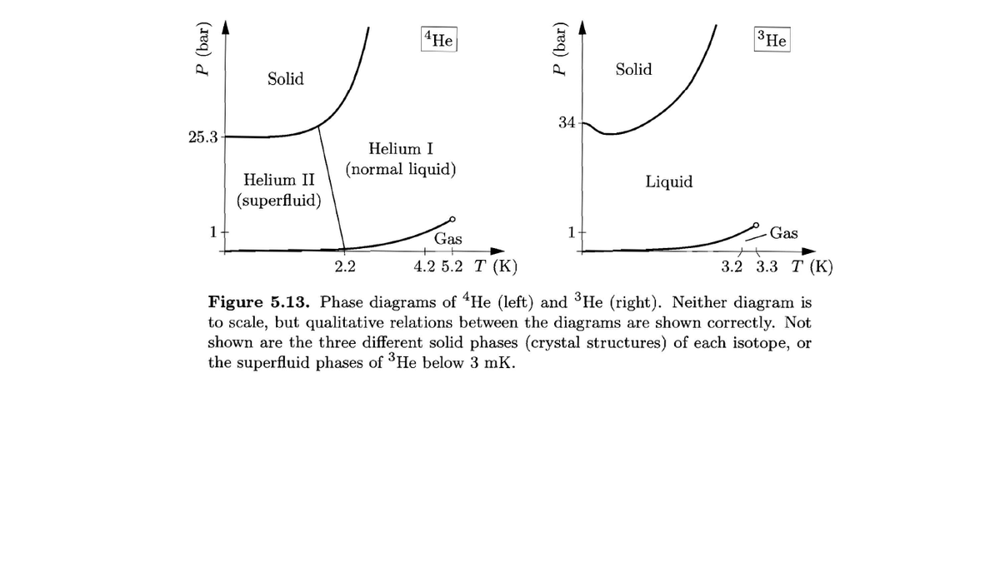 P (bar)
⁴He
Solid
25.3
Helium I
(normal liquid)
Helium II
(superfluid)
1
Gas
2.2
4.2 5.2 T (K)
P (bar)
³He
Solid
34
Liquid
1
Gas
3.2 3.3 T (K)
Figure 5.13. Phase diagrams of ⁴He (left) and ³He (right). Neither diagram is
to scale, but qualitative relations between the diagrams are shown correctly. Not
shown are the three different solid phases (crystal structures) of each isotope, or
the superfluid phases of ³He below 3 mK.